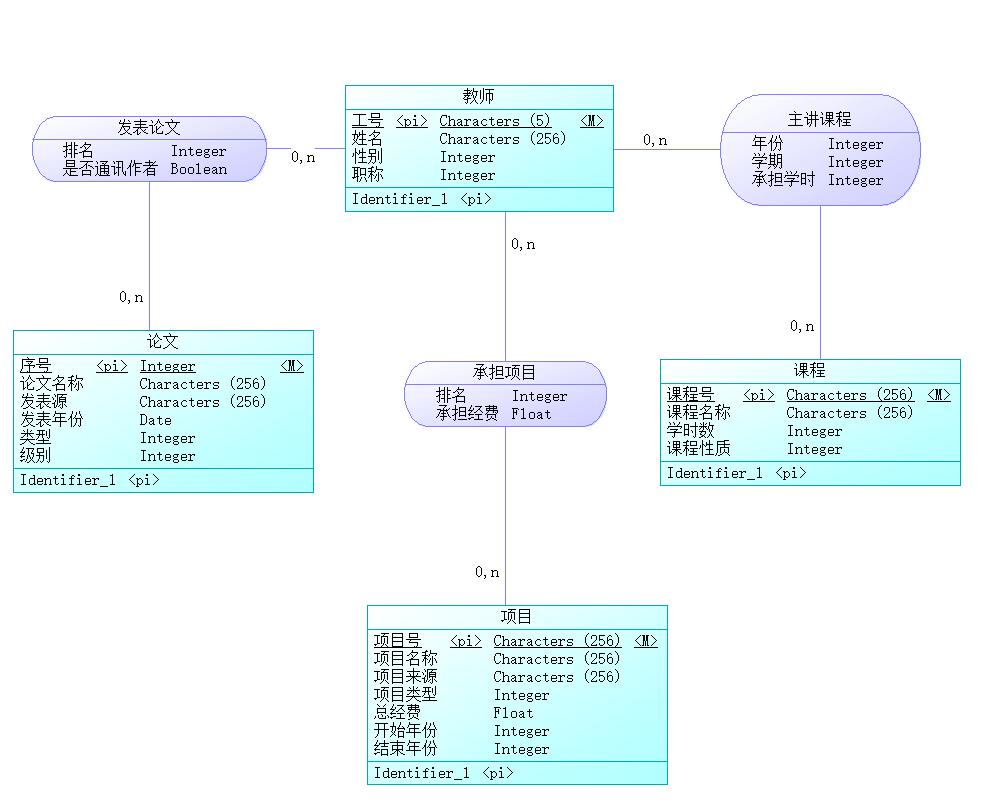 教师
工号 <pi> Characters (5) <M>
姓名 Characters (256)
性别 Integer
职称 Integer
Identifier_1 <pi>
发表论文
排名 Integer
是否通讯作者 Boolean
0,n
0,n
主讲课程
年份 Integer
学期 Integer
承担学时 Integer
0,n
0,n
0,n
论文
序号 <pi> Integer <M>
论文名称 Characters (256)
发表源 Characters (256)
发表年份 Date
类型 Integer
级别 Integer
Identifier_1 <pi>
承担项目
排名 Integer
承担经费 Float
课程
课程号 <pi> Characters (256) <M>
课程名称 Characters (256)
学时数 Integer
课程性质 Integer
Identifier_1 <pi>
0,n
项目
项目号 <pi> Characters (256) <M>
项目名称 Characters (256)
项目来源 Characters (256)
项目类型 Integer
总经费 Float
开始年份 Integer
结束年份 Integer
Identifier_1 <pi>